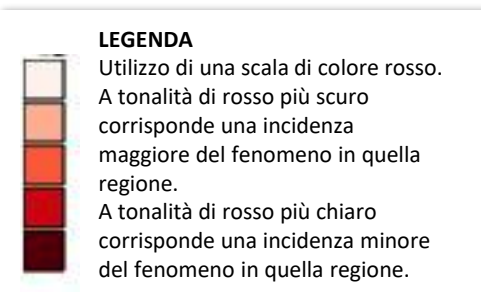 LEGENDA
Utilizzo di una scala di colore rosso.
A tonalità di rosso più scuro
corrisponde una incidenza
maggiore del fenomeno in quella
regione.
A tonalità di rosso più chiaro
corrisponde una incidenza minore
del fenomeno in quella regione.